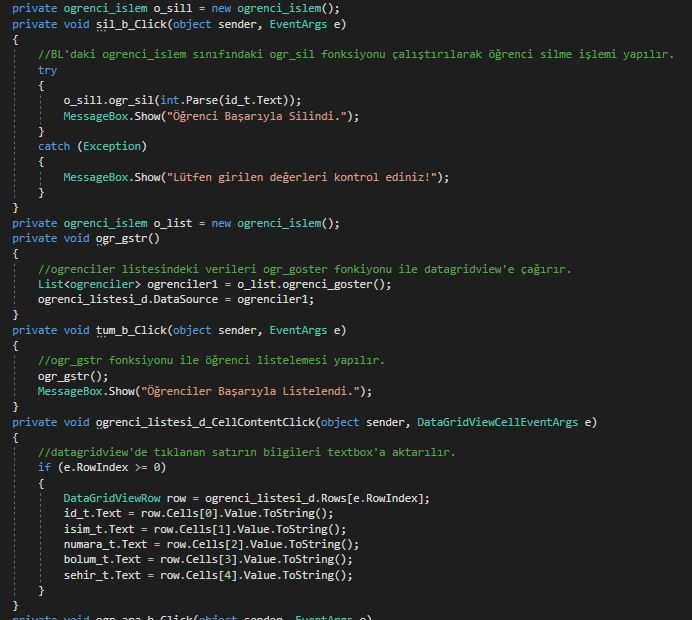 private ogrenci_islem o_sill = new ogrenci_islem();
private void sil_b_Click(object sender, EventArgs e)
{
//BL'daki ogrenci_islem sınıfındaki ogr_sil fonksiyonu çalıştırılarak öğrenci silme işlemi yapılır.
try
{
o_sill.ogr_sil(int.Parse(id_t.Text));
MessageBox.Show("Öğrenci Başarıyla Silindi.");
}
catch (Exception)
{
MessageBox.Show("Lütfen girilen değerleri kontrol ediniz!");
}
}
private ogrenci_islem o_list = new ogrenci_islem();
private void ogr_gstr()
{
//ogrenciler listesindeki verileri ogr_goster fonkiyonu ile datagridview'e çağırır.
List<ogrenciler> ogrenciler1 = o_list.ogrenci_goster();
ogrenci_listesi_d.DataSource = ogrenciler1;
}
private void tum_b_Click(object sender, EventArgs e)
{
//ogr_gstr fonksiyonu ile öğrenci listelemesi yapılır.
ogr_gstr();
MessageBox.Show("Öğrenciler Başarıyla Listelendi.");
}
private void ogrenci_listesi_d_CellContentClick(object sender, DataGridViewCellEventArgs e)
{
//datagridview'de tıklanan satırın bilgileri textbox'a aktarılır.
if (e.RowIndex >= 0)
{
DataGridViewRow row = ogrenci_listesi_d.Rows[e.RowIndex];
id_t.Text = row.Cells[0].Value.ToString();
isim_t.Text = row.Cells[1].Value.ToString();
numara_t.Text = row.Cells[2].Value.ToString();
bolum_t.Text = row.Cells[3].Value.ToString();
sehir_t.Text = row.Cells[4].Value.ToString();
}
}
private void ogr_ara_b_Click(object sender, EventArgs e)